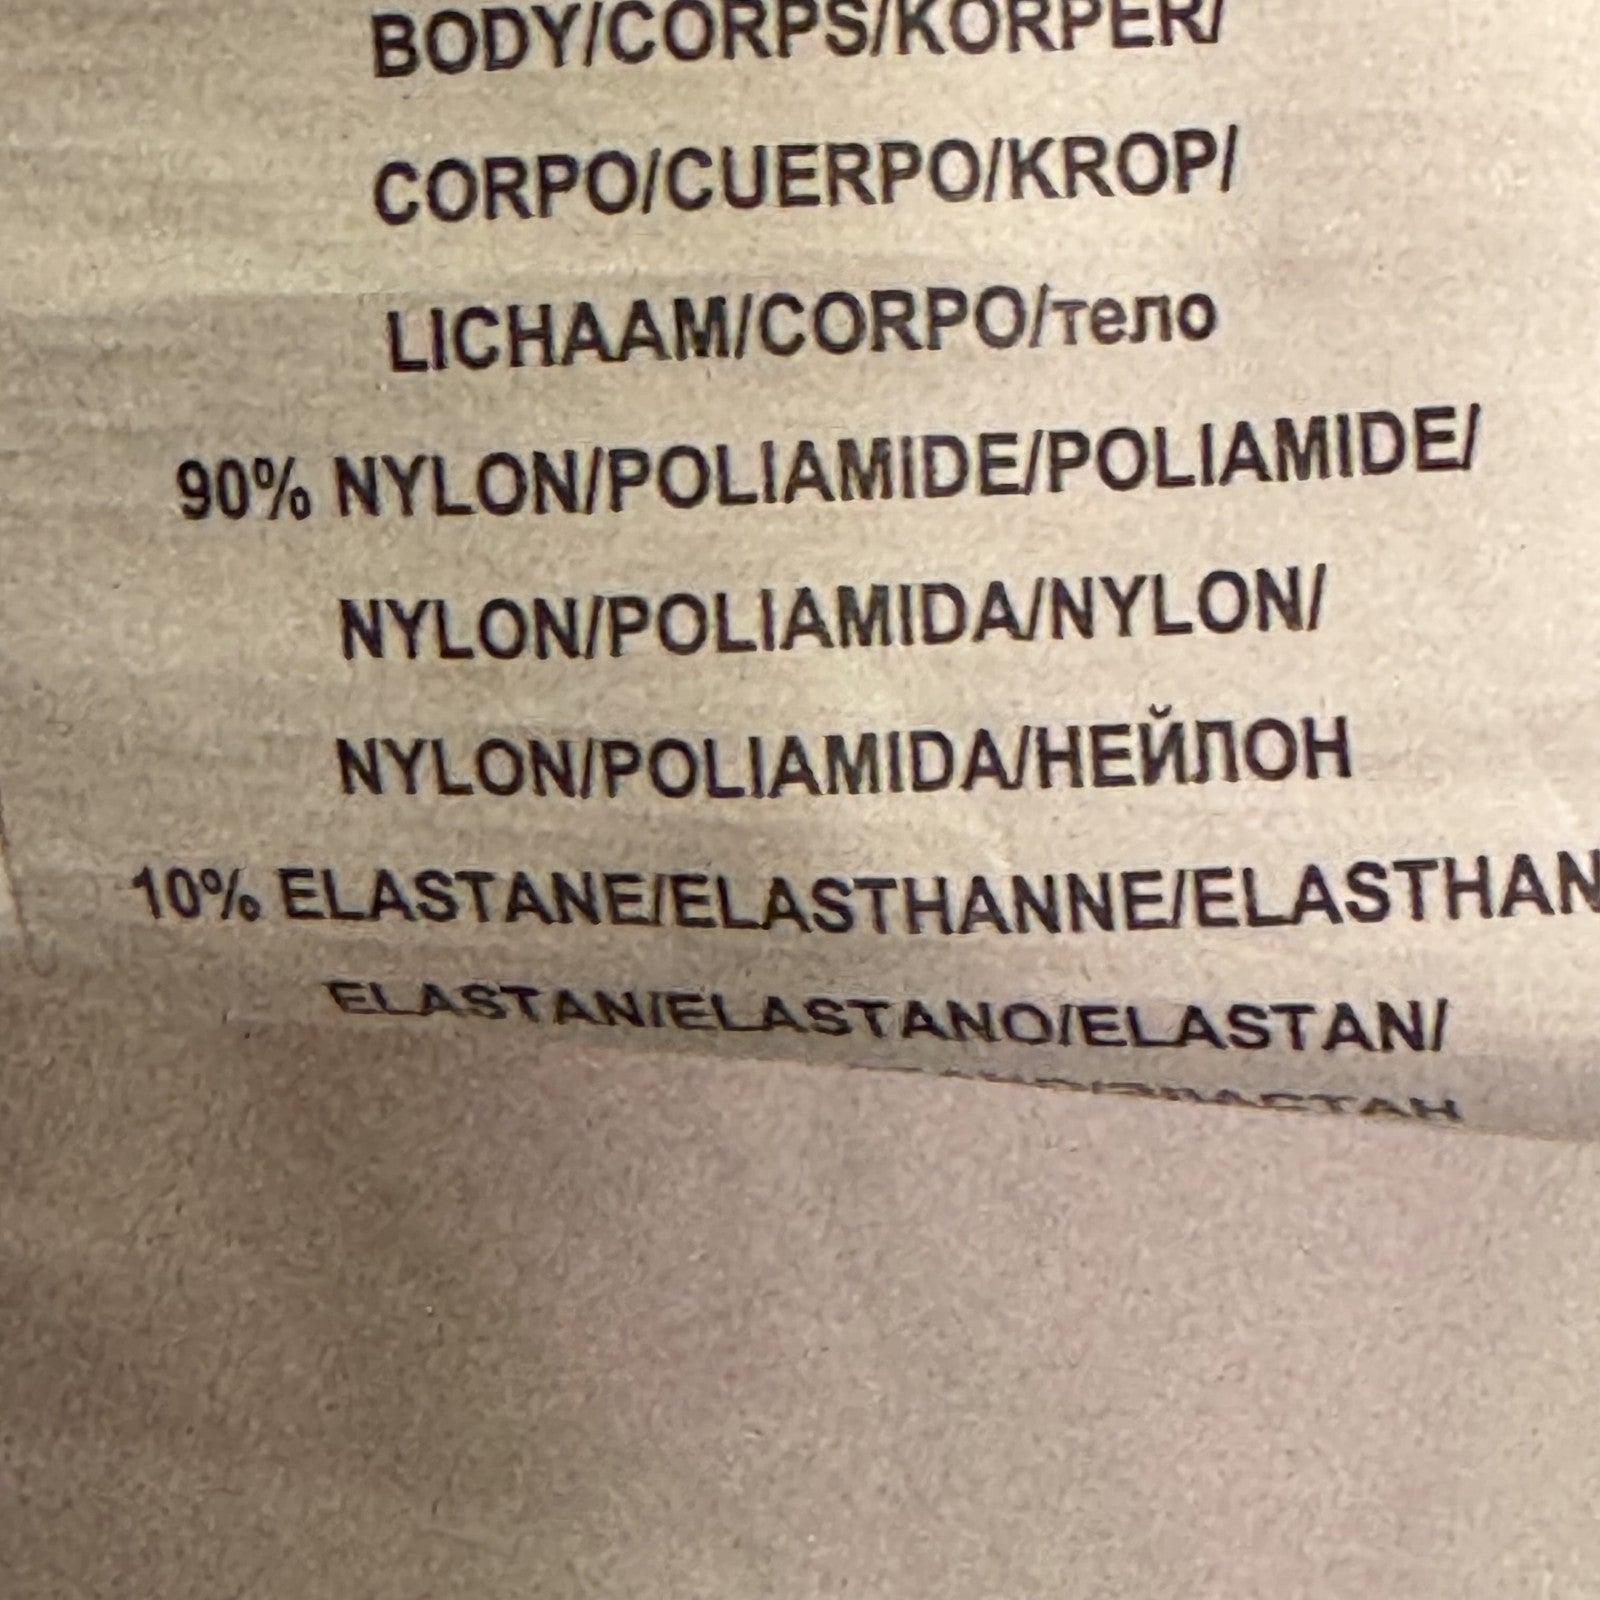 BODY/CORPS/KÖRPER/
CORPO/CUERPO/KROP/
LICHAAM/CORPO/тело
90% NYLON/POLIAMIDE/POLIAMIDE/
NYLON/POLIAMIDA/NYLON/
NYLON/POLIAMIDA/НЕЙЛОН
10% ELASTANE/ELASTHANNE/ELASTHAN
ELASTAN/ELASTANO/ELASTAN/